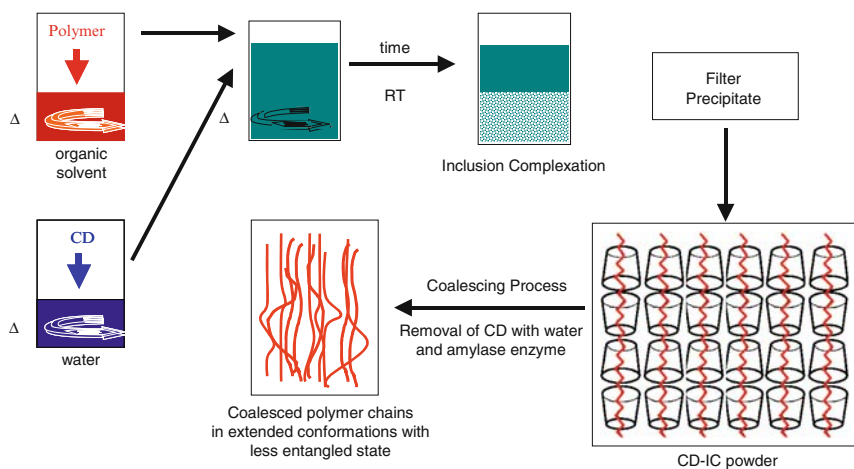 Polymer
Δ
organic
solvent
CD
Δ
water
Δ
time
RT
Inclusion Complexation
Filter
Precipitate
CD-IC powder
Coalescing Process
Removal of CD with water
and amylase enzyme
Coalesced polymer chains
in extended conformations with
less entangled state